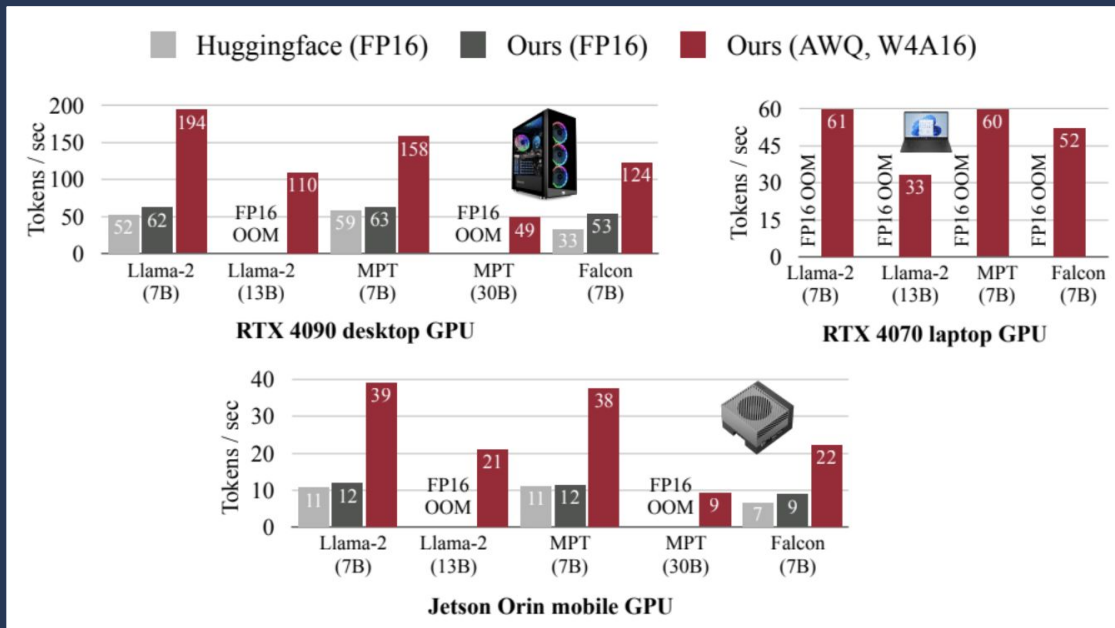 Huggingface (FP16) Ours (FP16) Ours (AWQ, W4A16)
Tokens / sec
200
150
100
50
0
52 62 194
FP16
OOM
110
59 63 158
FP16
OOM
49
33 53 124
Llama-2
(7B)
Llama-2
(13B)
MPT
(7B)
MPT
(30B)
Falcon
(7B)
RTX 4090 desktop GPU
Tokens / sec
60
45
30
15
0
FP16 OOM
61
FP16 OOM
33
FP16 OOM
60
FP16 OOM
52
Llama-2
(7B)
Llama-2
(13B)
MPT
(7B)
Falcon
(7B)
RTX 4070 laptop GPU
Tokens / sec
40
30
20
10
0
11 12 39
FP16
OOM
21
11 12 38
FP16
OOM
9
7 9 22
Llama-2
(7B)
Llama-2
(13B)
MPT
(7B)
MPT
(30B)
Falcon
(7B)
Jetson Orin mobile GPU